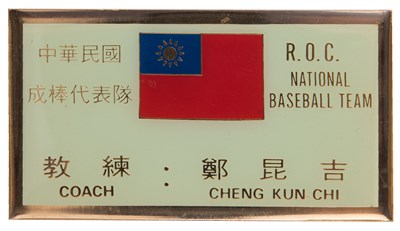 中華民國
成棒代表隊
R.O.C.
NATIONAL
BASEBALL TEAM
教練：鄭昆吉
COACH CHENG KUN CHI